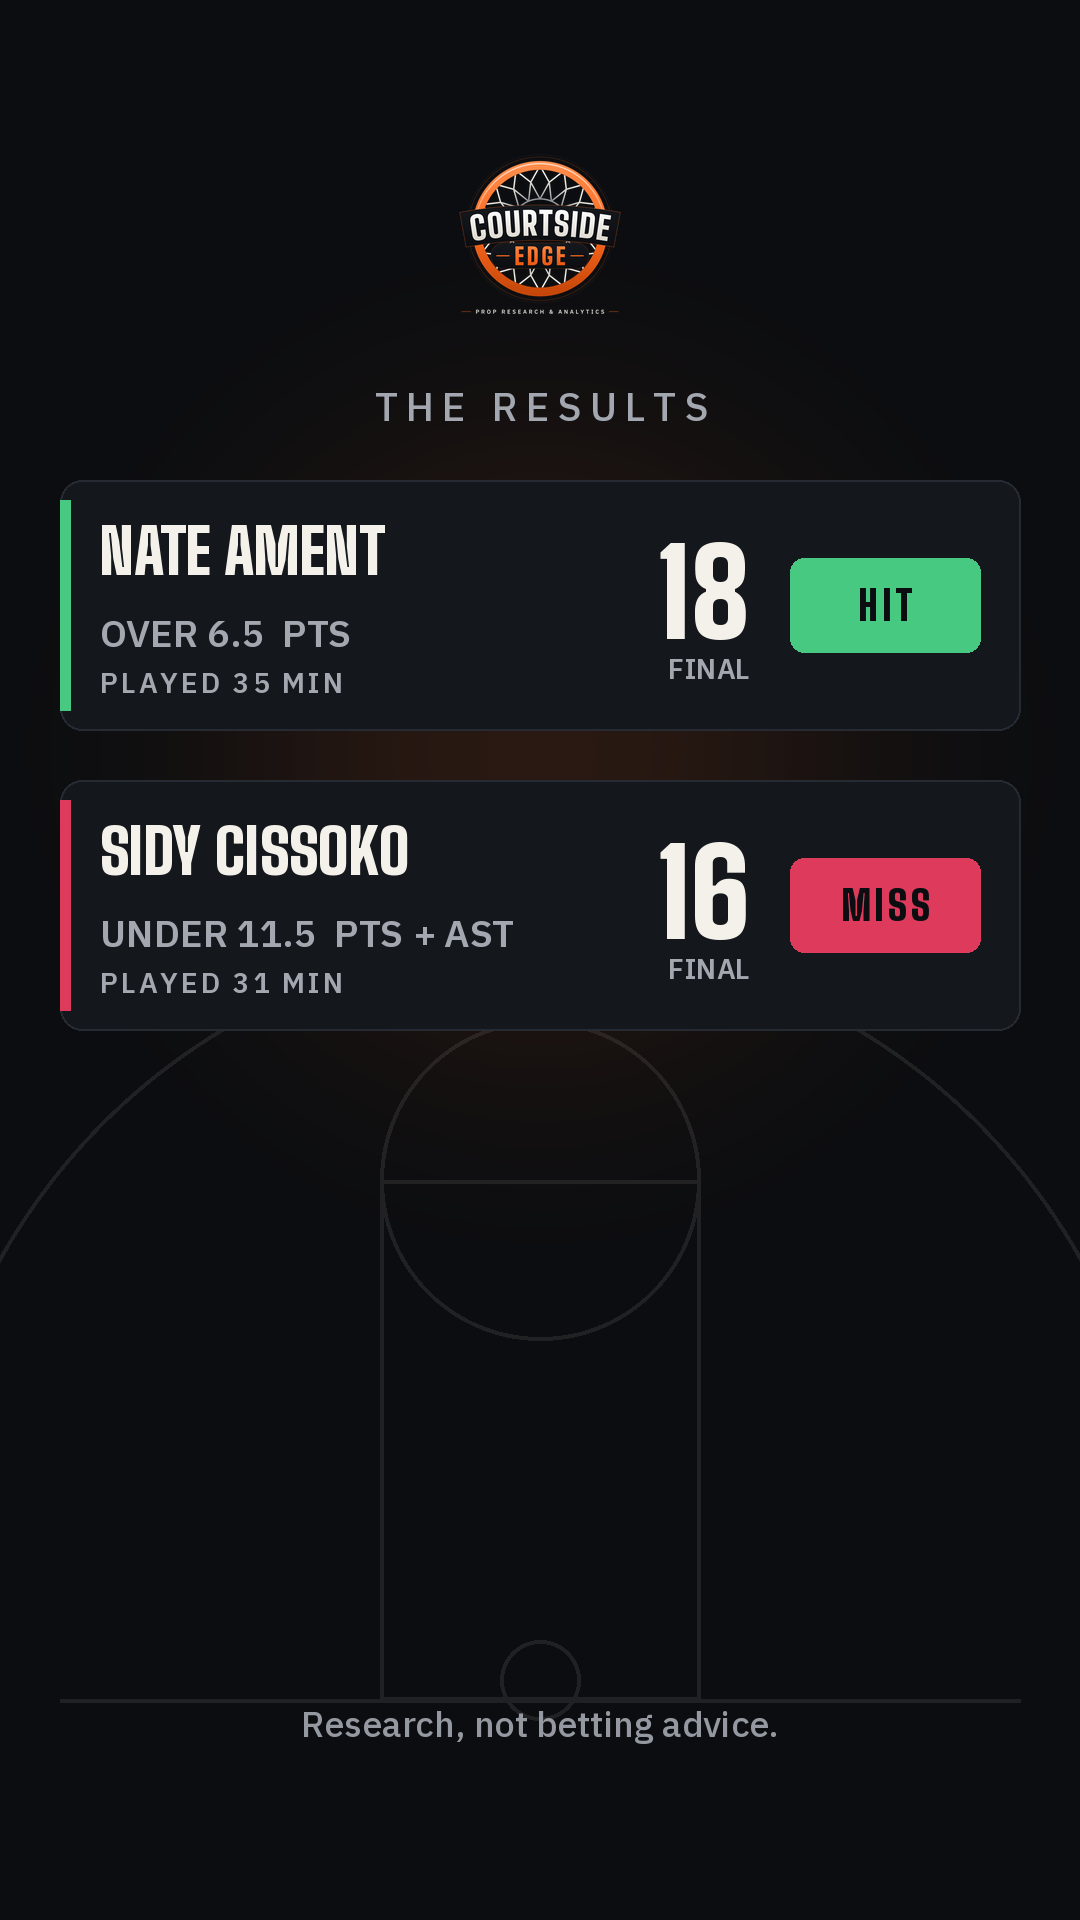 COURTSIDE
EDGE
PROP RESEARCH & ANALYTICS
THE RESULTS
NATE AMENT
OVER 6.5 PTS
PLAYED 35 MIN
18
FINAL
HIT
SIDY CISSOKO
UNDER 11.5 PTS + AST
PLAYED 31 MIN
16
FINAL
MISS
Research, not betting advice.